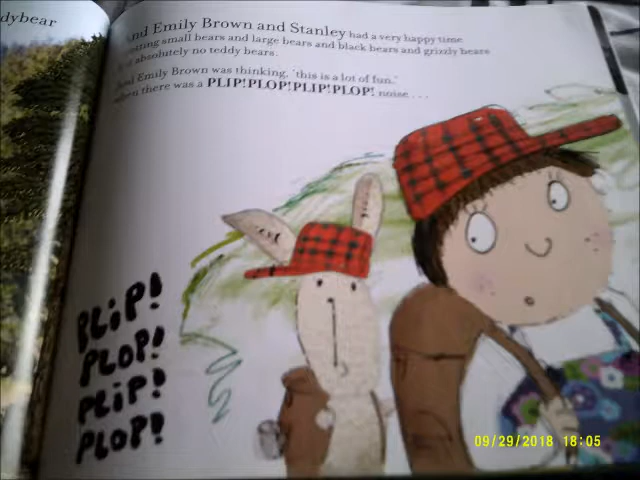 dybear
Emily Brown and Stanley had a very happy time
small bears and large bears and black bears and grizzly bears
absolutely no teddy bears.
Emily Brown was thinking, 'this is a lot of fun.'
there was a PLIP!PLOP!PLIP!PLOP! noise . . .
PLIP!
PLOP!
PLIP!
PLOP!
09/29/2018 18:05